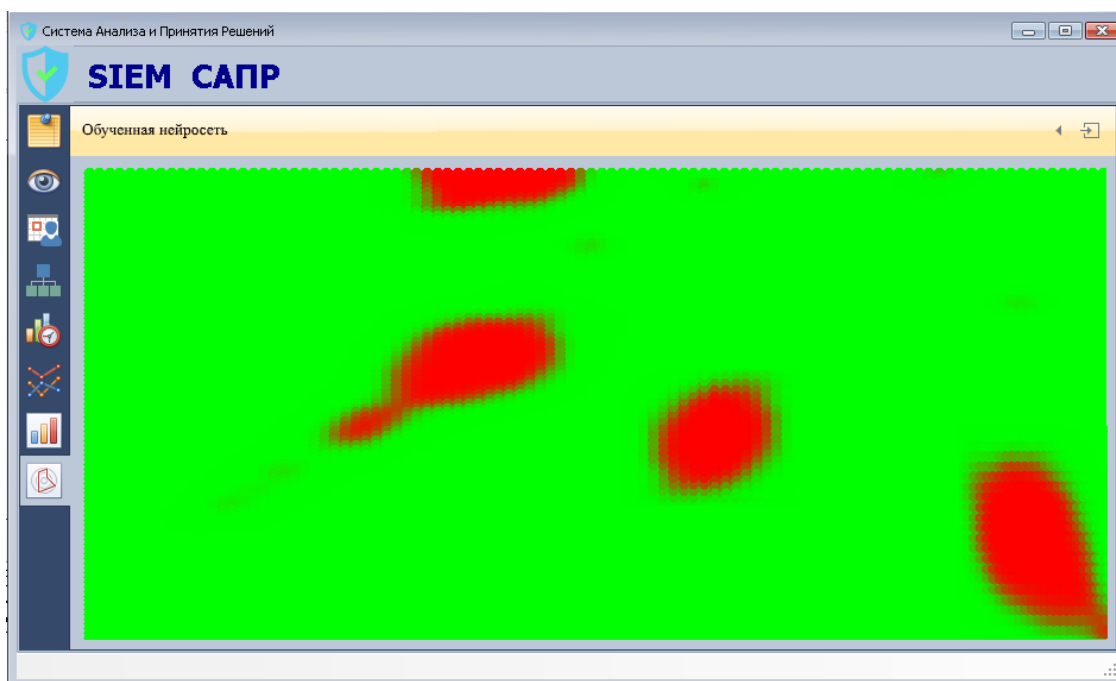 Система Анализа и Принятия Решений
SIEM САПР
Обученная нейросеть